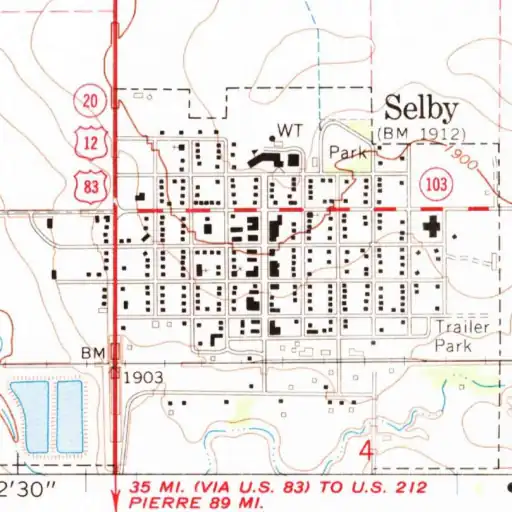 20
Selby
WT
(BM 1912)
12
Park
1900
83
103
Trailer
Park
BM
1903
4
2'30"
35 MI. (VIA U.S. 83) TO U.S. 212
PIERRE 89 MI.